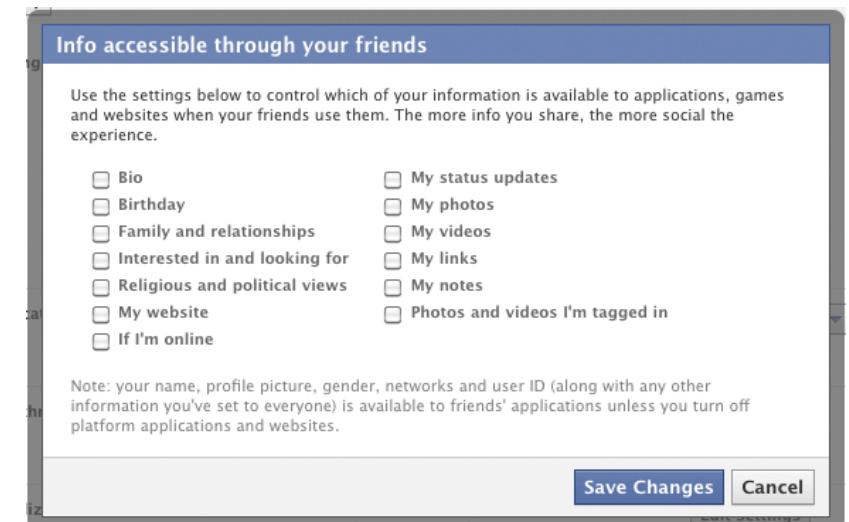 Info accessible through your friends
Use the settings below to control which of your information is available to applications, games
and websites when your friends use them. The more info you share, the more social the
experience.
Bio
Birthday
Family and relationships
Interested in and looking for
Religious and political views
My website
If I'm online
My status updates
My photos
My videos
My links
My notes
Photos and videos I'm tagged in
Note: your name, profile picture, gender, networks and user ID (along with any other
information you've set to everyone) is available to friends' applications unless you turn off
platform applications and websites.
Save Changes
Cancel